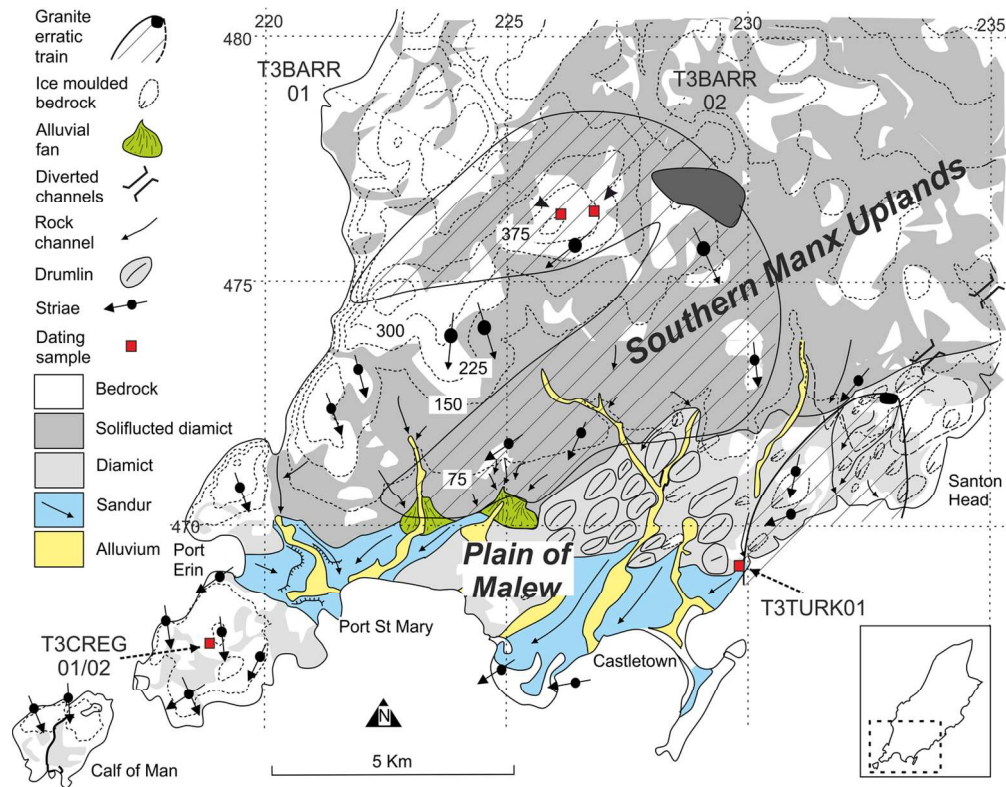 Granite
erratic
train
Ice moulded
bedrock
Alluvial
fan
Diverted
channels
Rock
channel
Drumlin
Striae
Dating
sample
Bedrock
Soliflucted diamict
Diamict
Sandur
Alluvium
220
225
230
235
480
T3BARR
01
T3BARR
02
375
475
Southern Manx Uplands
300
225
150
75
470
Santon
Head
Port
Erin
Plain of
Malew
T3TURK01
Port St Mary
T3CREG
01/02
Castletown
N
Calf of Man
5 Km